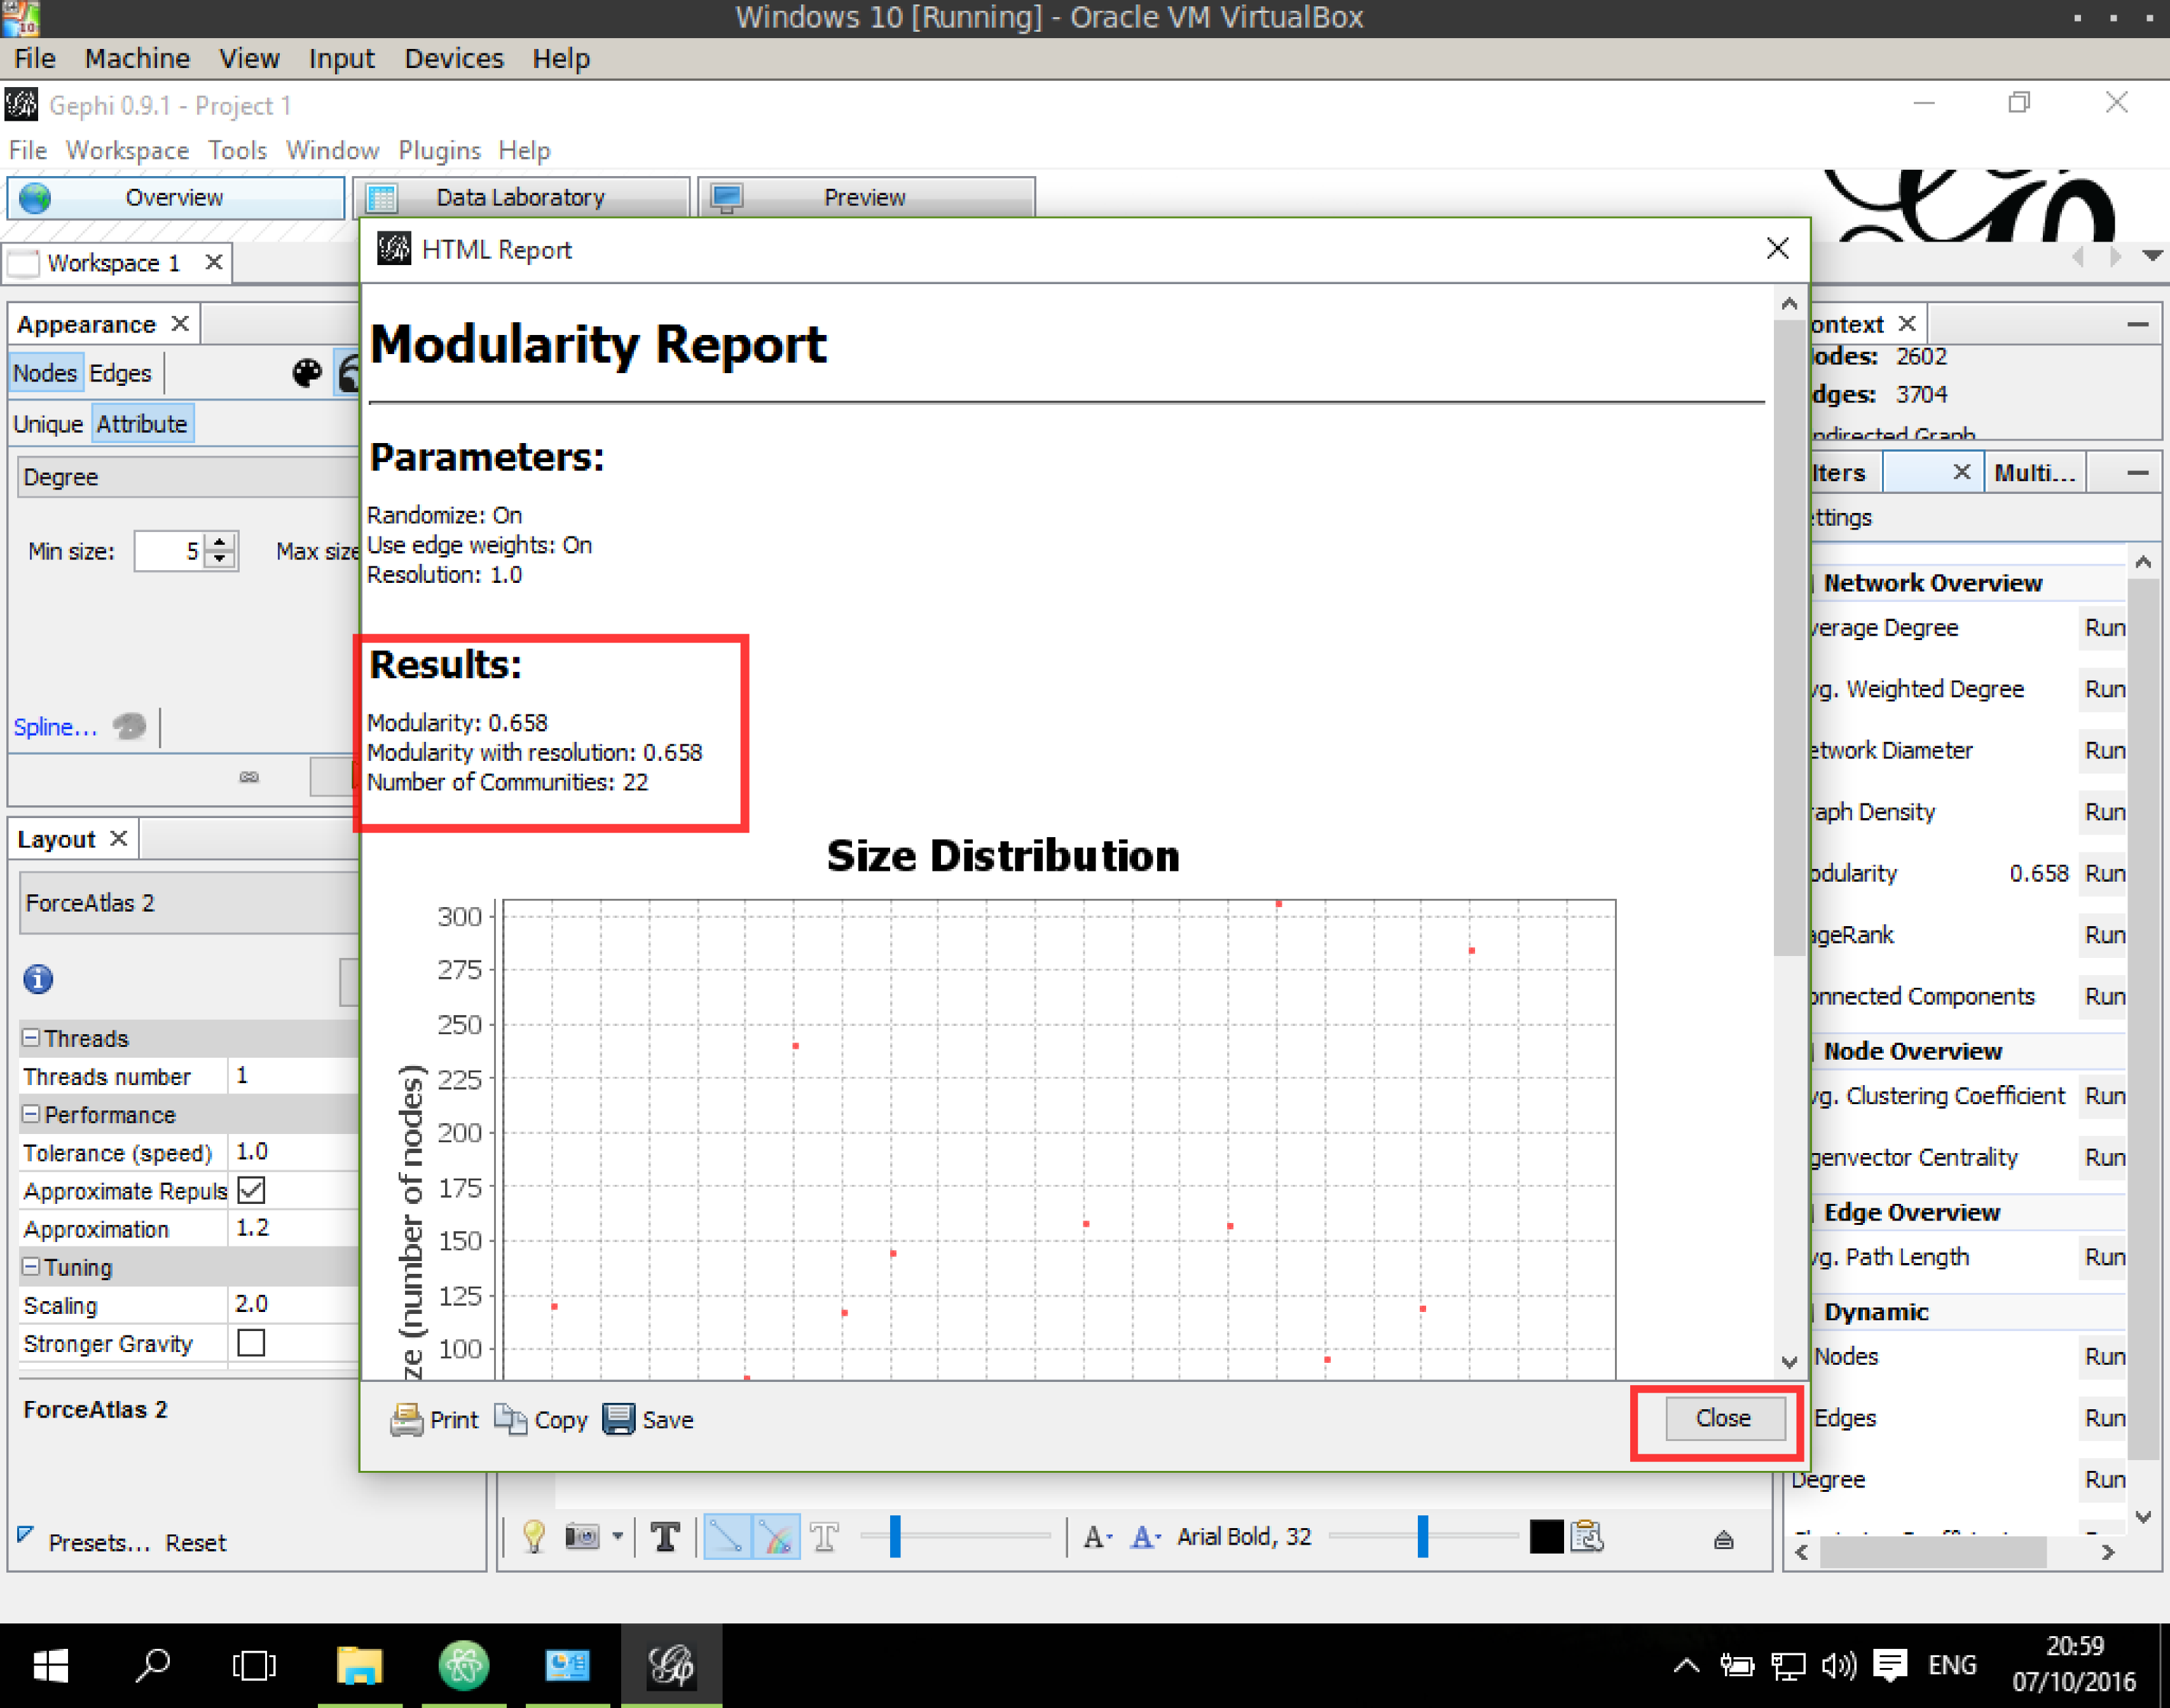 Windows 10 [Running] - Oracle VM VirtualBox
File Machine View Input Devices Help
Gephi 0.9.1 - Project 1
File Workspace Tools Window Plugins Help
Overview Data Laboratory Preview
Workspace 1
Appearance
Nodes Edges
Unique Attribute
Degree
Min size: 5 Max size
Spline...
Layout
ForceAtlas 2
Threads
Threads number 1
Performance
Tolerance (speed) 1.0
Approximate Repuls
Approximation 1.2
Tuning
Scaling 2.0
Stronger Gravity
ForceAtlas 2
Presets... Reset
HTML Report
Modularity Report
Parameters:
Randomize: On
Use edge weights: On
Resolution: 1.0
Results:
Modularity: 0.658
Modularity with resolution: 0.658
Number of Communities: 22
Size Distribution
300
275
250
225
200
175
150
125
100
ze (number of nodes)
Print Copy Save
Close
ontext
odes: 2602
dges: 3704
ndirected Graph
lters Multi...
ettings
Network Overview
verage Degree Run
vg. Weighted Degree Run
etwork Diameter Run
raph Density Run
odularity 0.658 Run
ageRank Run
onnected Components Run
Node Overview
vg. Clustering Coefficient Run
genvector Centrality Run
Edge Overview
vg. Path Length Run
Dynamic
Nodes Run
Edges Run
Degree Run
Arial Bold, 32
ENG
20:59
07/10/2016